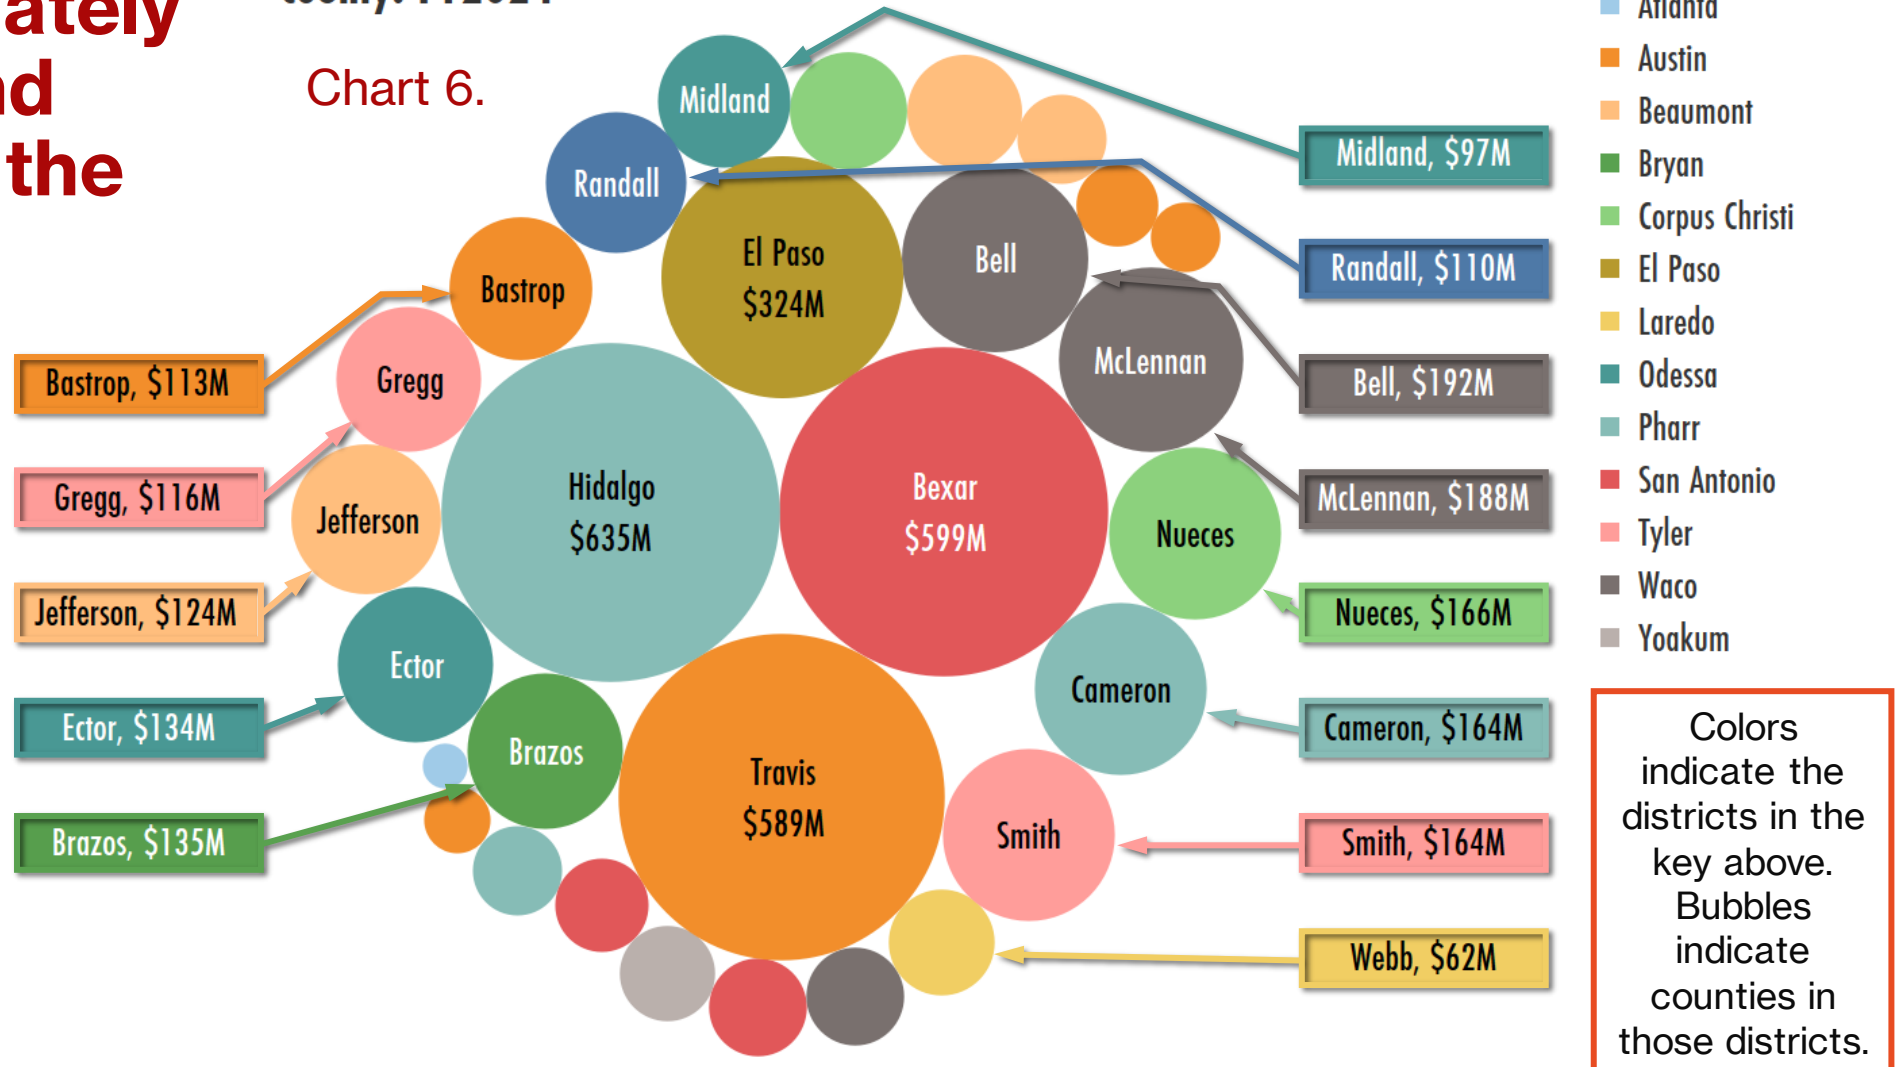 ately
nd
the
Chart 6.
Midland
Randall
Bastrop
Gregg
Jefferson
Ector
Brazos
El Paso
$324M
Bell
McLennan
Hidalgo
$635M
Bexar
$599M
Nueces
Cameron
Travis
$589M
Smith
Bastrop, $113M
Gregg, $116M
Jefferson, $124M
Ector, $134M
Brazos, $135M
Midland, $97M
Randall, $110M
Bell, $192M
McLennan, $188M
Nueces, $166M
Cameron, $164M
Smith, $164M
Webb, $62M
Atlanta
Austin
Beaumont
Bryan
Corpus Christi
El Paso
Laredo
Odessa
Pharr
San Antonio
Tyler
Waco
Yoakum
Colors
indicate the
districts in the
key above.
Bubbles
indicate
counties in
those districts.